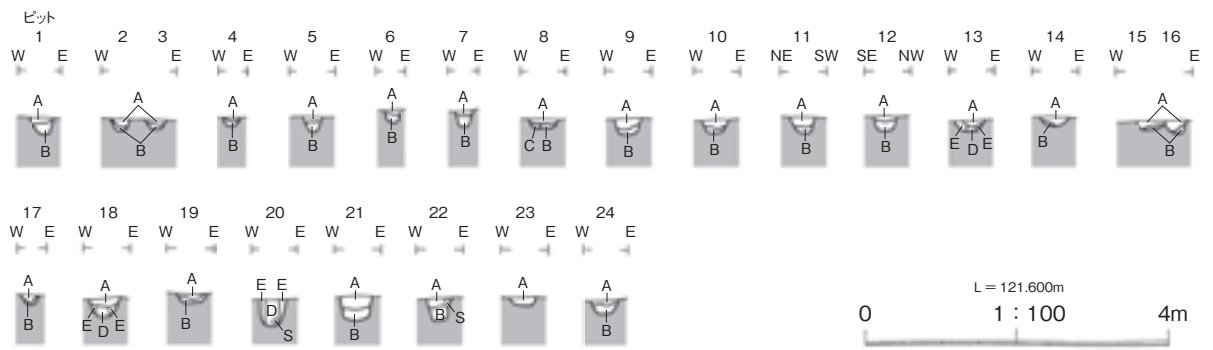 ピット
1 2 3 4 5 6 7 8 9 10 11 12 13 14 15 16
W E W E W E W E W E W E W E W E W E NE SW SE NW W E W E W E
A A A A A A A A A A A A A A
B B B B B B C B B B B B E D E B B
17 18 19 20 21 22 23 24
W E W E W E W E W E W E W E W E
A A A E E A A A A
B E D E B D S B B S B
L＝121.600m
0 1：100 4m